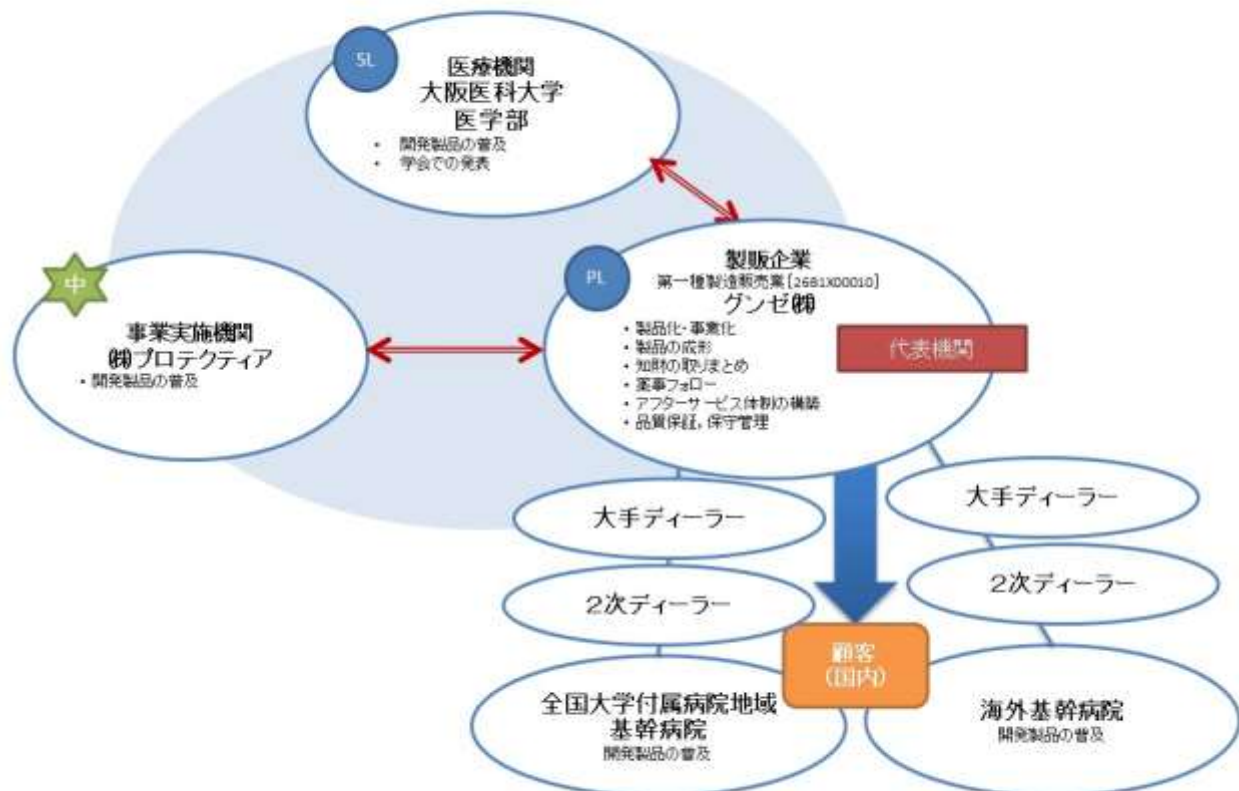 SL
医療機関
大阪医科大学
医学部
• 開発製品の普及
• 学会での発表
中
事業実施機関
㈱プロテクティア
• 開発製品の普及
PL
製販企業
第一種製造販売業[26B1X00010]
グンゼ㈱
• 製品化・事業化
• 製品の成形
• 知財の取りまとめ
• 薬事フォロー
• アフターサービス体制の構築
• 品質保証，保守管理
代表機関
大手ディーラー
2次ディーラー
全国大学付属病院地域
基幹病院
開発製品の普及
顧客
(国内)
大手ディーラー
2次ディーラー
海外基幹病院
開発製品の普及